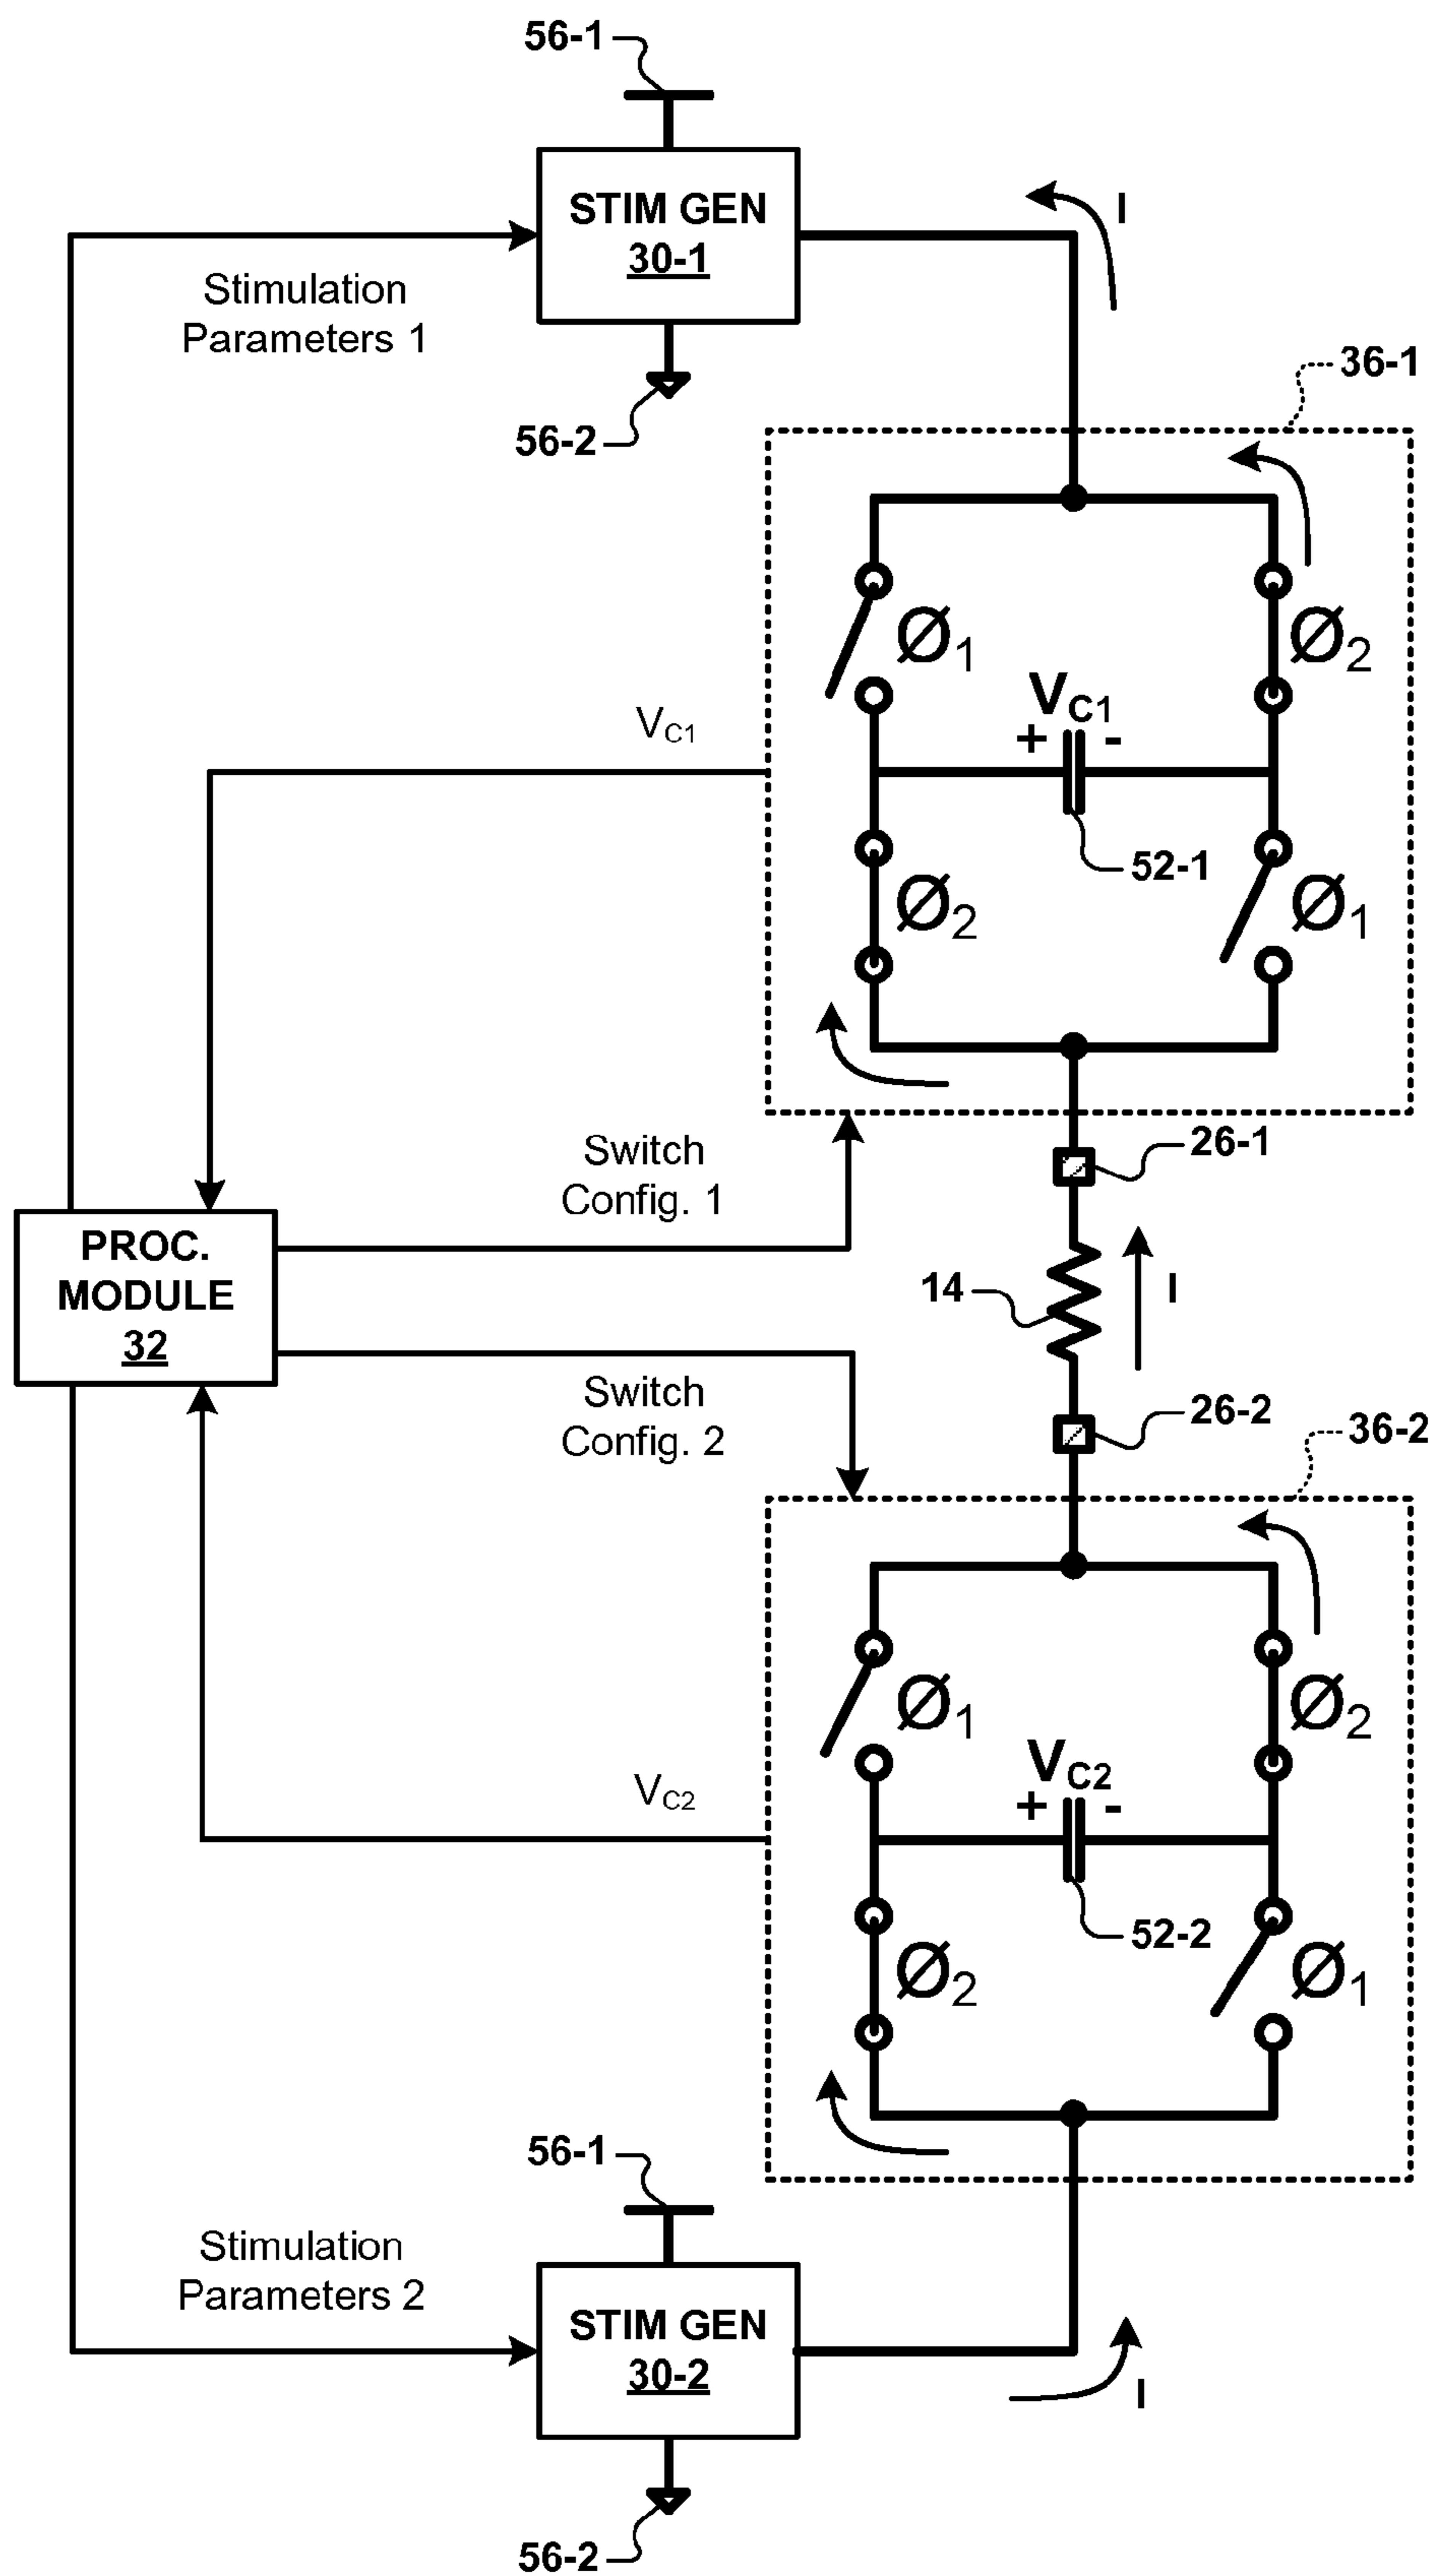 56-1
STIM GEN
30-1
I
Stimulation
Parameters 1
56-2
36-1
Ø1
Ø2
VC1
VC1
+ -
52-1
Ø2
Ø1
26-1
Switch
Config. 1
PROC.
MODULE
32
14
I
Switch
Config. 2
26-2
36-2
Ø1
Ø2
VC2
VC2
+ -
52-2
Ø2
Ø1
56-1
Stimulation
Parameters 2
STIM GEN
30-2
I
56-2